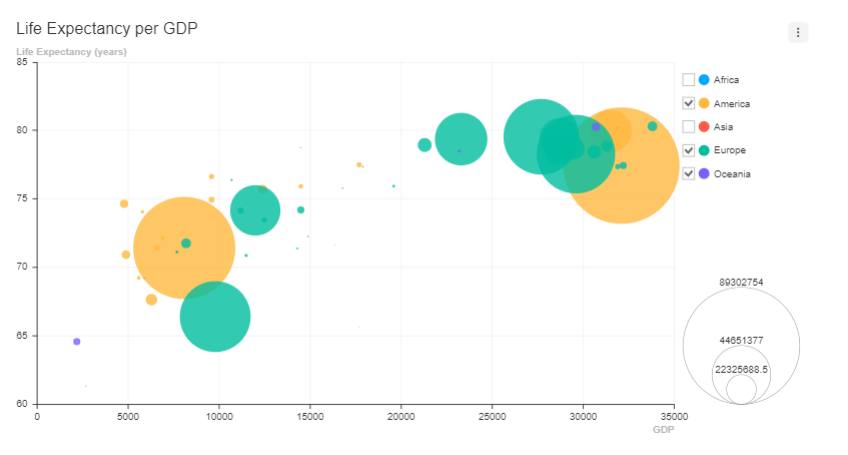 Life Expectancy per GDP
Life Expectancy (years)
85
80
75
70
65
60
0 5000 10000 15000 20000 25000 30000 35000
GDP
Africa
America
Asia
Europe
Oceania
89302754
44651377
22325688.5